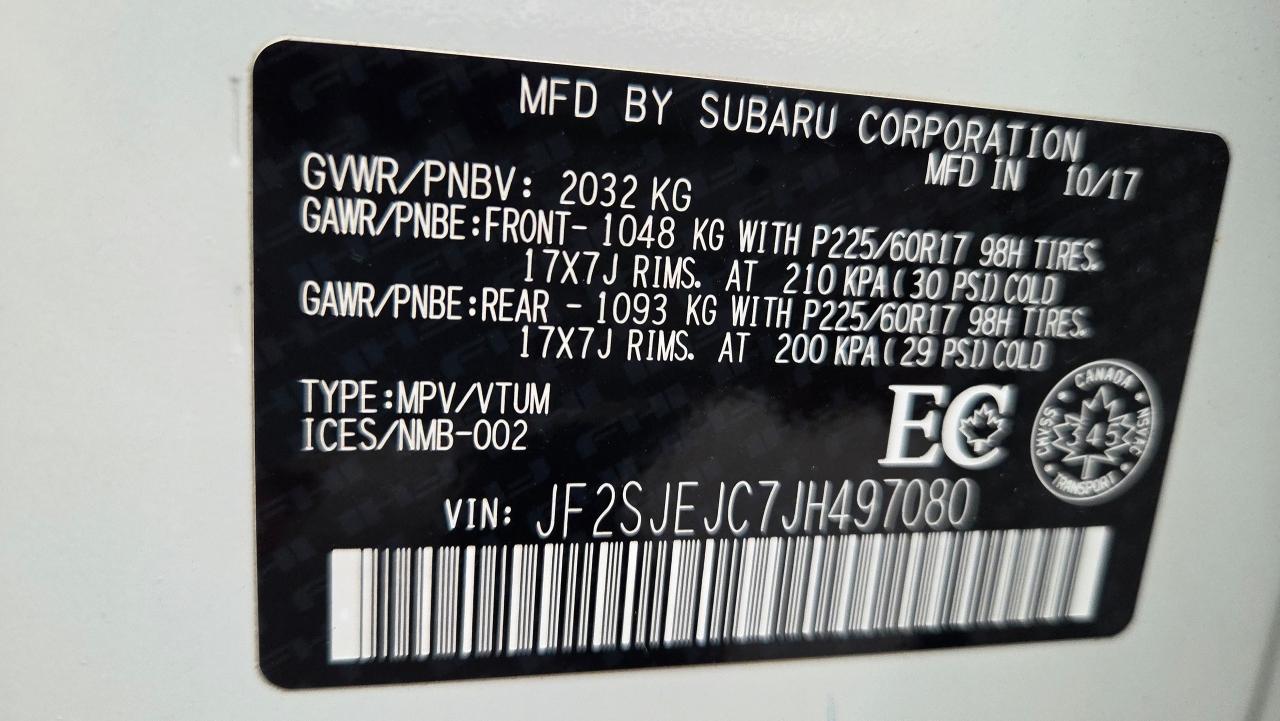 MFD BY SUBARU CORPORATION
MFD IN 10/17
GVWR/PNBV: 2032 KG
GAWR/PNBE:FRONT- 1048 KG WITH P225/60R17 98H TIRES.
17X7J RIMS. AT 210 KPA(30 PSI)COLD
GAWR/PNBE:REAR - 1093 KG WITH P225/60R17 98H TIRES.
17X7J RIMS. AT 200 KPA(29 PSI)COLD
TYPE:MPV/VTUM
ICES/NMB-002
EC
CANADA
CMVSS 345 NSVAC
TRANSPORT
VIN: JF2SJEJC7JH497080